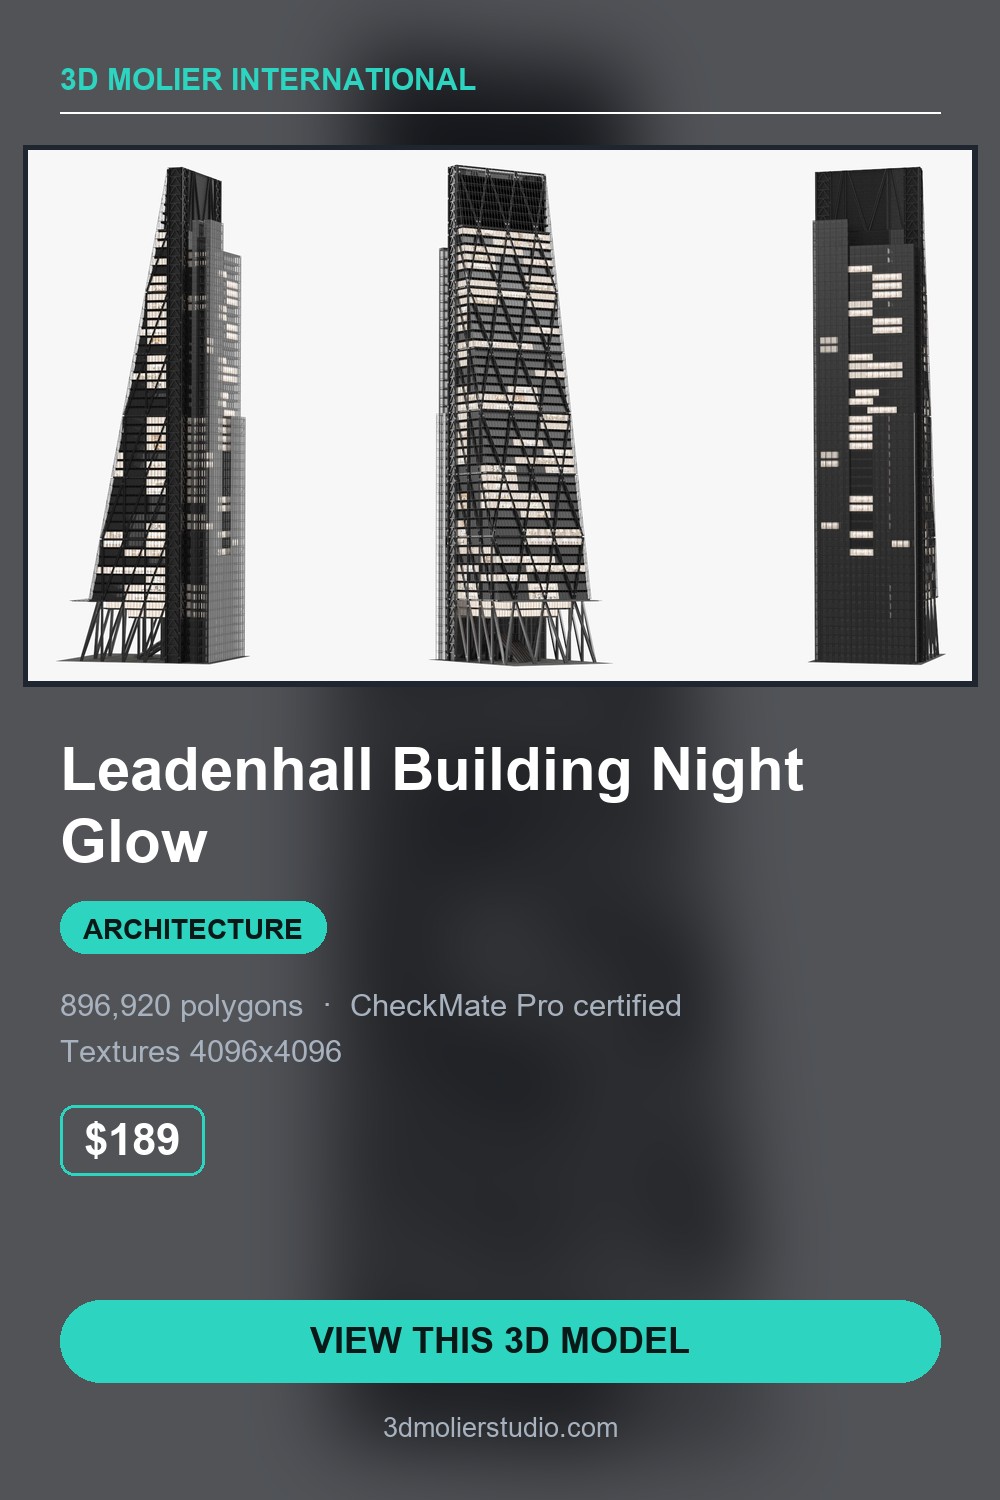 3D MOLIER INTERNATIONAL
Leadenhall Building Night
Glow
ARCHITECTURE
896,920 polygons · CheckMate Pro certified
Textures 4096x4096
$189
VIEW THIS 3D MODEL
3dmolierstudio.com